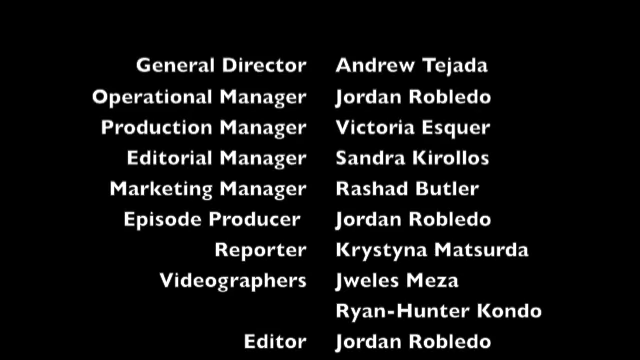 General Director Andrew Tejada
Operational Manager Jordan Robledo
Production Manager Victoria Esquer
Editorial Manager Sandra Kirollos
Marketing Manager Rashad Butler
Episode Producer Jordan Robledo
Reporter Krystyna Matsurda
Videographers Jweles Meza
Ryan-Hunter Kondo
Editor Jordan Robledo